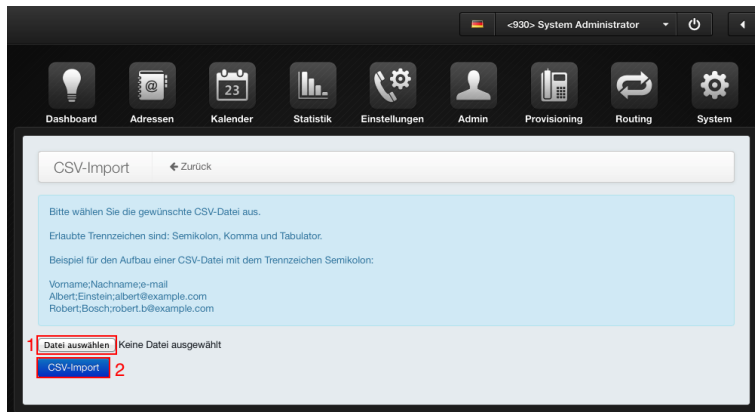 <930> System Administrator
@
23
Dashboard Adressen Kalender Statistik Einstellungen Admin Provisioning Routing System
CSV-Import Zurück
Bitte wählen Sie die gewünschte CSV-Datei aus.
Erlaubte Trennzeichen sind: Semikolon, Komma und Tabulator.
Beispiel für den Aufbau einer CSV-Datei mit dem Trennzeichen Semikolon:
Vorname;Nachname;e-mail
Albert;Einstein;albert@example.com
Robert;Bosch;robert.b@example.com
1 Datei auswählen Keine Datei ausgewählt
CSV-Import 2